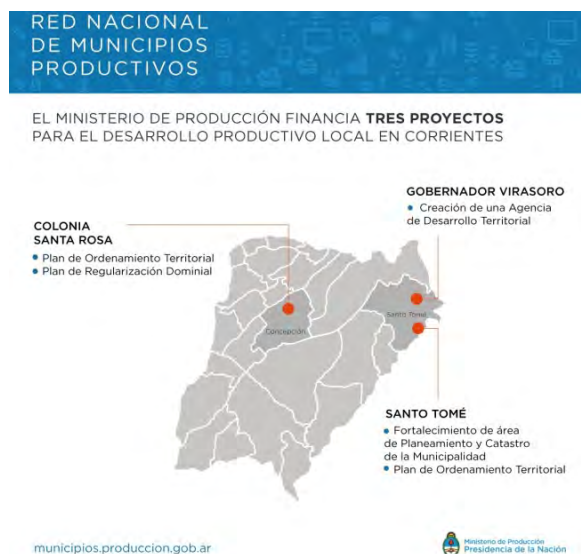 RED NACIONAL
DE MUNICIPIOS
PRODUCTIVOS
EL MINISTERIO DE PRODUCCIÓN FINANCIA TRES PROYECTOS
PARA EL DESARROLLO PRODUCTIVO LOCAL EN CORRIENTES
GOBERNADOR VIRASORO
• Creación de una Agencia
de Desarrollo Territorial
COLONIA
SANTA ROSA
• Plan de Ordenamiento Territorial
• Plan de Regularización Dominial
Santo Tomé
Concepción
SANTO TOMÉ
• Fortalecimiento de área
de Planeamiento y Catastro
de la Municipalidad
• Plan de Ordenamiento Territorial
municipios.produccion.gob.ar
Ministerio de Producción
Presidencia de la Nación